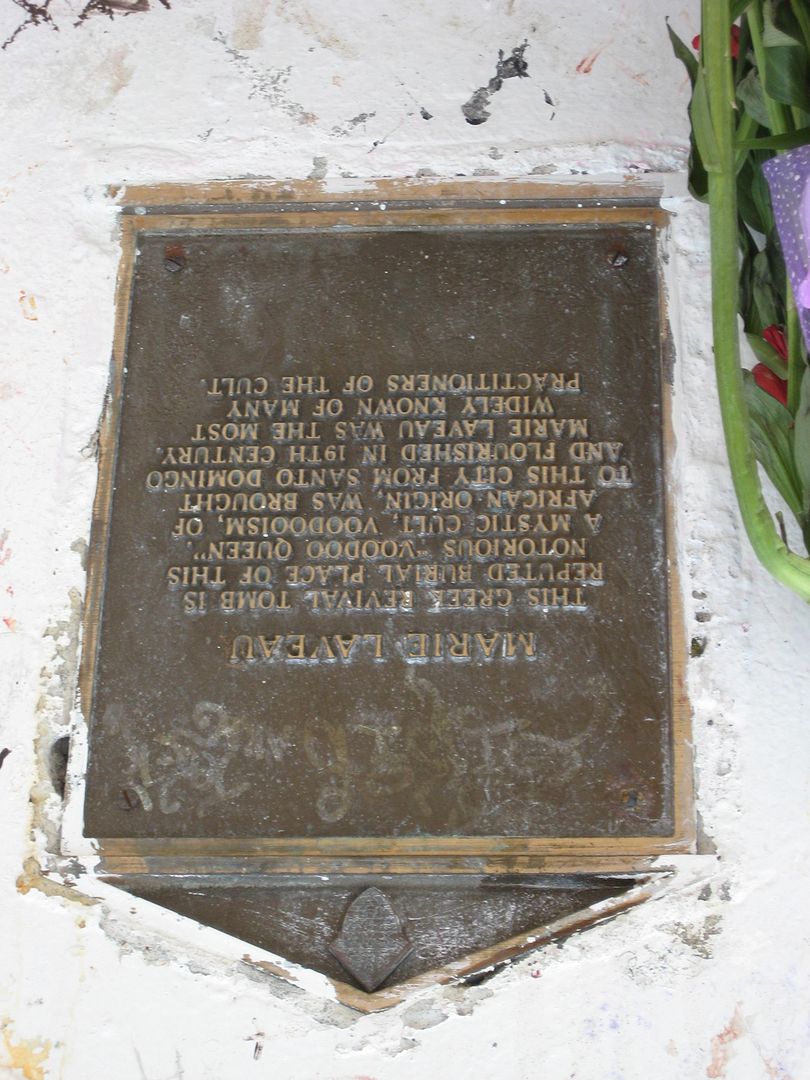 MARIE LAVEAU
THIS GREEK REVIVAL TOMB IS
REPUTED BURIAL PLACE OF THIS
NOTORIOUS "VOODOO QUEEN".
A MYSTIC CULT, VOODOOISM, OF
AFRICAN ORIGIN, WAS BROUGHT
TO THIS CITY FROM SANTO DOMINGO
AND FLOURISHED IN 19TH CENTURY.
MARIE LAVEAU WAS THE MOST
WIDELY KNOWN OF MANY
PRACTITIONERS OF THE CULT.